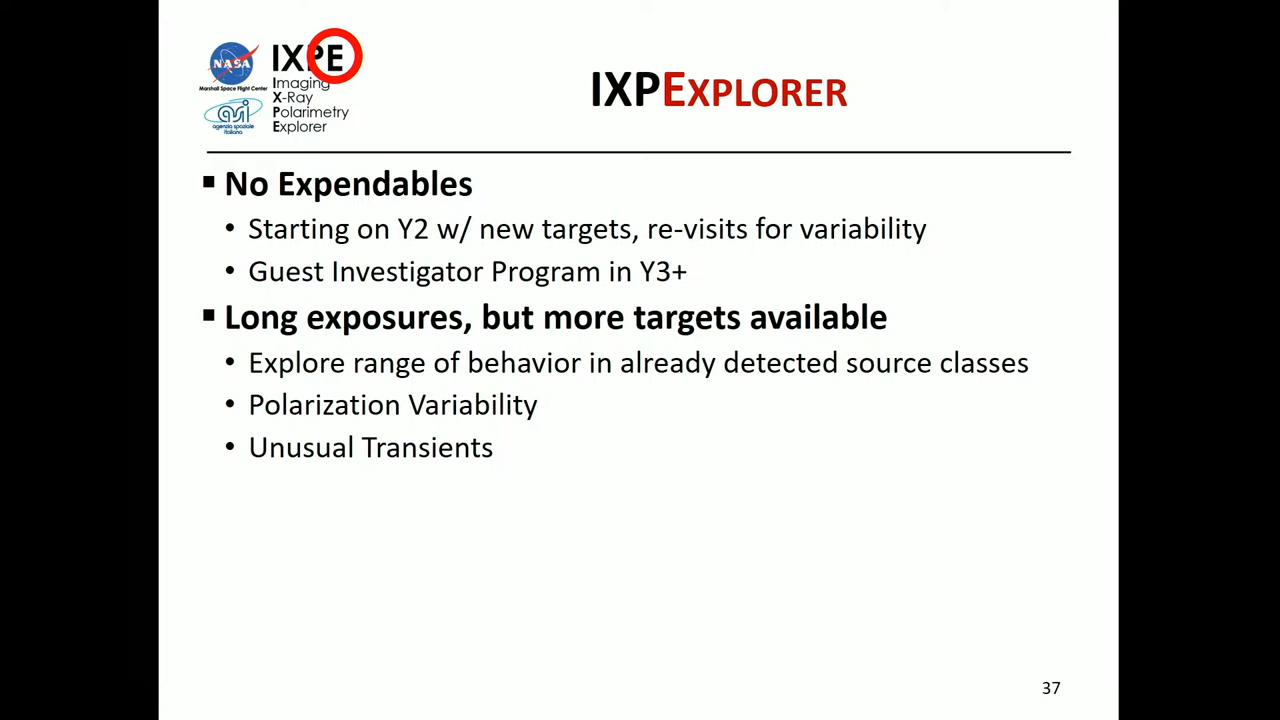 NASA
Marshall Space Flight Center
asi
agenzia spaziale
italiana
IXPE
Imaging
X-Ray
Polarimetry
Explorer
IXPEXPLORER
No Expendables
• Starting on Y2 w/ new targets, re-visits for variability
• Guest Investigator Program in Y3+
Long exposures, but more targets available
• Explore range of behavior in already detected source classes
• Polarization Variability
• Unusual Transients
37